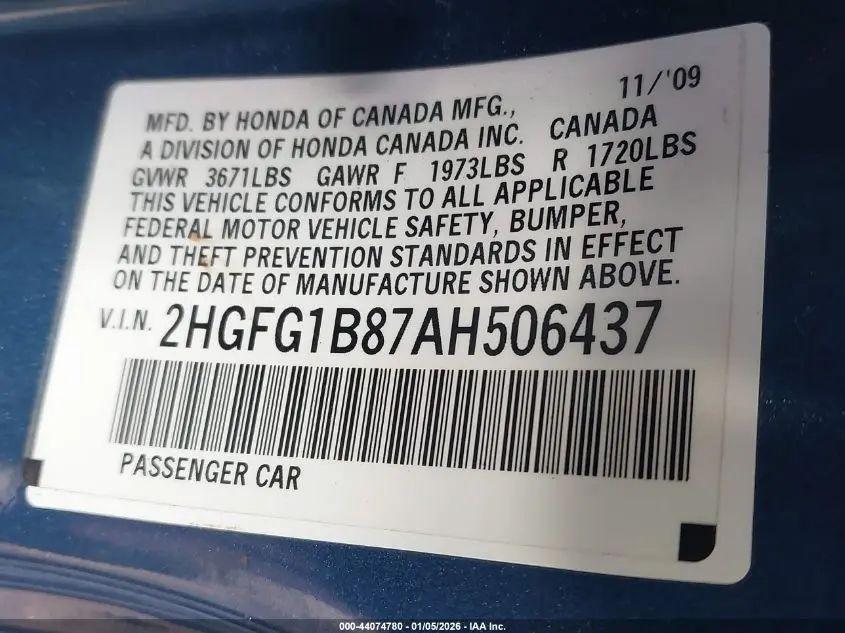 11/'09
MFD. BY HONDA OF CANADA MFG.,
A DIVISION OF HONDA CANADA INC. CANADA
GVWR 3671LBS GAWR F 1973LBS R 1720LBS
THIS VEHICLE CONFORMS TO ALL APPLICABLE
FEDERAL MOTOR VEHICLE SAFETY, BUMPER,
AND THEFT PREVENTION STANDARDS IN EFFECT
ON THE DATE OF MANUFACTURE SHOWN ABOVE.
V.I.N. 2HGFG1B87AH506437
PASSENGER CAR
000-44074780 - 01/05/2026 - IAA Inc.